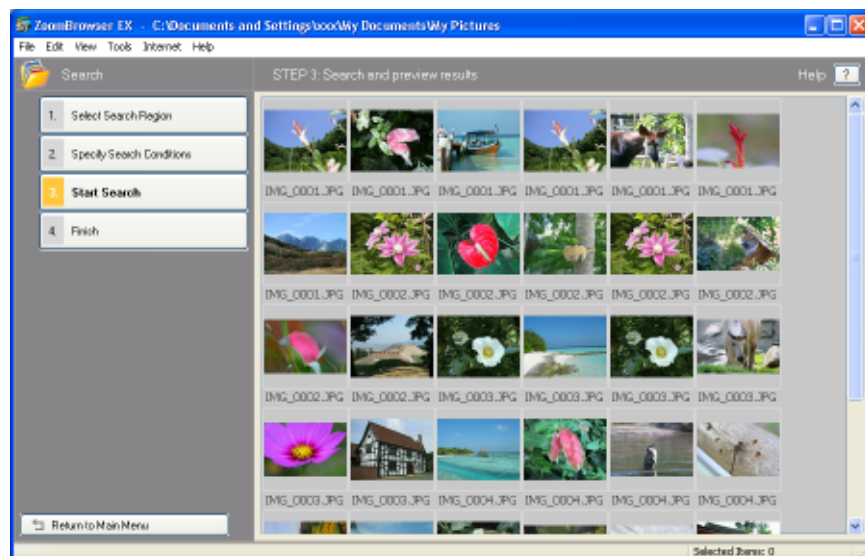 ZoomBrowser EX - C:\Documents and Settings\xxx\My Documents\My Pictures
File Edit View Tools Internet Help
Search
STEP 3: Search and preview results
Help ?
1. Select Search Region
2. Specify Search Conditions
3. Start Search
4. Finish
IMG_0001.JPG IMG_0001.JPG IMG_0001.JPG IMG_0001.JPG IMG_0001.JPG IMG_0001.JPG
IMG_0001.JPG IMG_0002.JPG IMG_0002.JPG IMG_0002.JPG IMG_0002.JPG IMG_0002.JPG
IMG_0002.JPG IMG_0002.JPG IMG_0003.JPG IMG_0003.JPG IMG_0003.JPG IMG_0003.JPG
IMG_0003.JPG IMG_0003.JPG IMG_0004.JPG IMG_0004.JPG IMG_0004.JPG IMG_0004.JPG
Return to Main Menu
Selected Items: 0